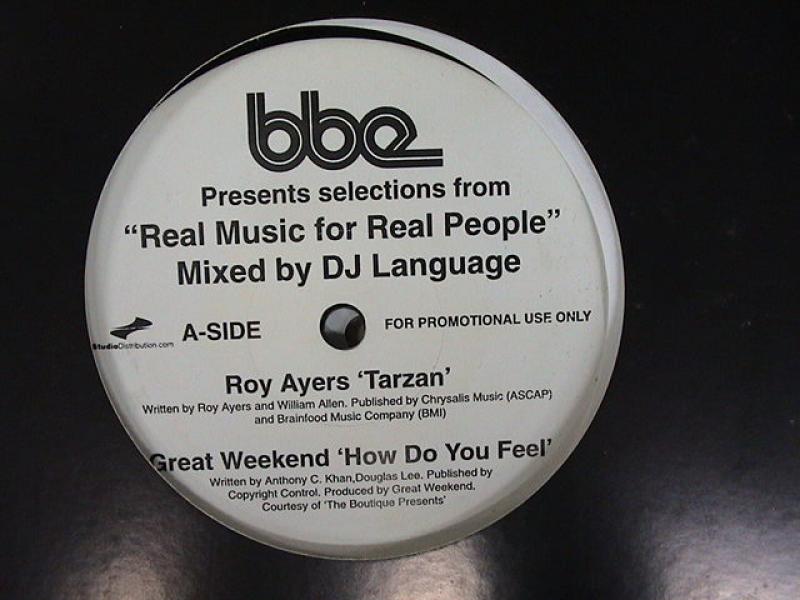 bbe
Presents selections from
“Real Music for Real People”
Mixed by DJ Language
StudioDistribution.com
A-SIDE
FOR PROMOTIONAL USE ONLY
Roy Ayers ‘Tarzan’
Written by Roy Ayers and William Allen. Published by Chrysalis Music (ASCAP)
and Brainfood Music Company (BMI)
Great Weekend ‘How Do You Feel’
Written by Anthony C. Khan,Douglas Lee. Published by
Copyright Control. Produced by Great Weekend.
Courtesy of ‘The Boutique Presents’